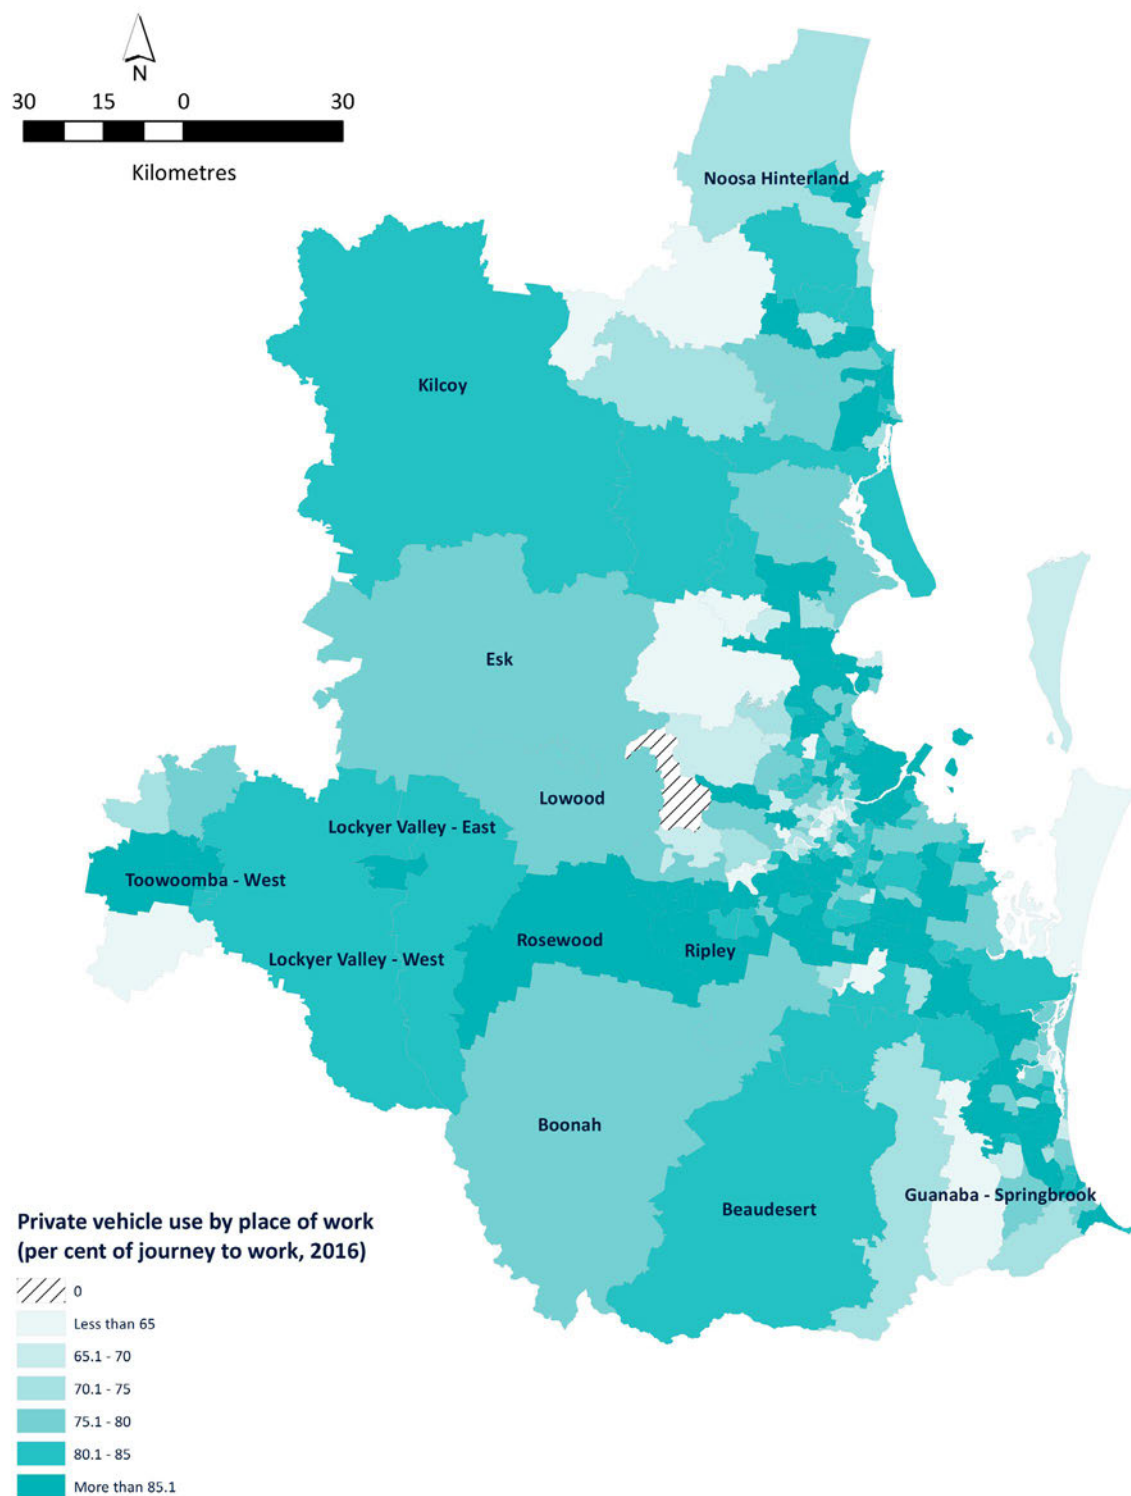 N
30 15 0 30
Kilometres
Noosa Hinterland
Kilcoy
Esk
Lowood
Lockyer Valley - East
Toowoomba - West
Rosewood
Ripley
Lockyer Valley - West
Boonah
Guanaba - Springbrook
Beaudesert
Private vehicle use by place of work
(per cent of journey to work, 2016)
0
Less than 65
65.1 - 70
70.1 - 75
75.1 - 80
80.1 - 85
More than 85.1